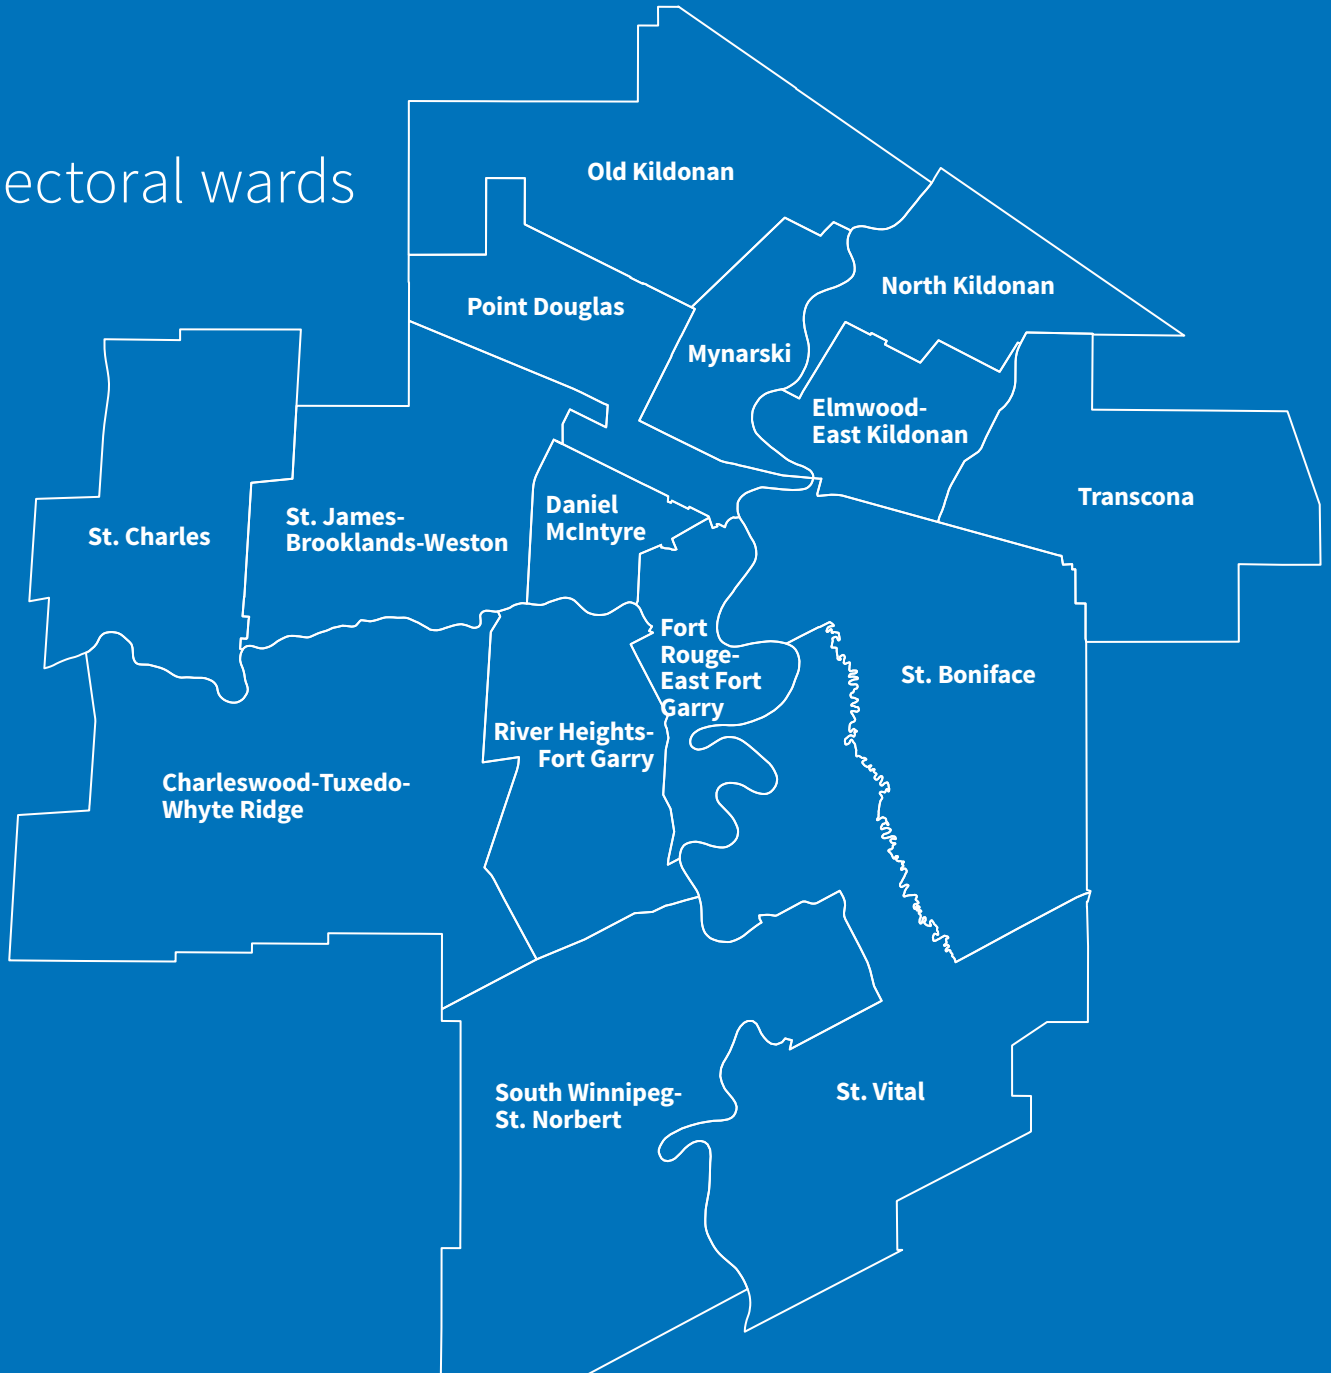 ectoral wards
Old Kildonan
North Kildonan
Point Douglas
Mynarski
Elmwood-
East Kildonan
Transcona
Daniel
McIntyre
St. James-
Brooklands-Weston
St. Charles
Fort
Rouge-
East Fort
Garry
St. Boniface
River Heights-
Fort Garry
Charleswood-Tuxedo-
Whyte Ridge
South Winnipeg-
St. Norbert
St. Vital